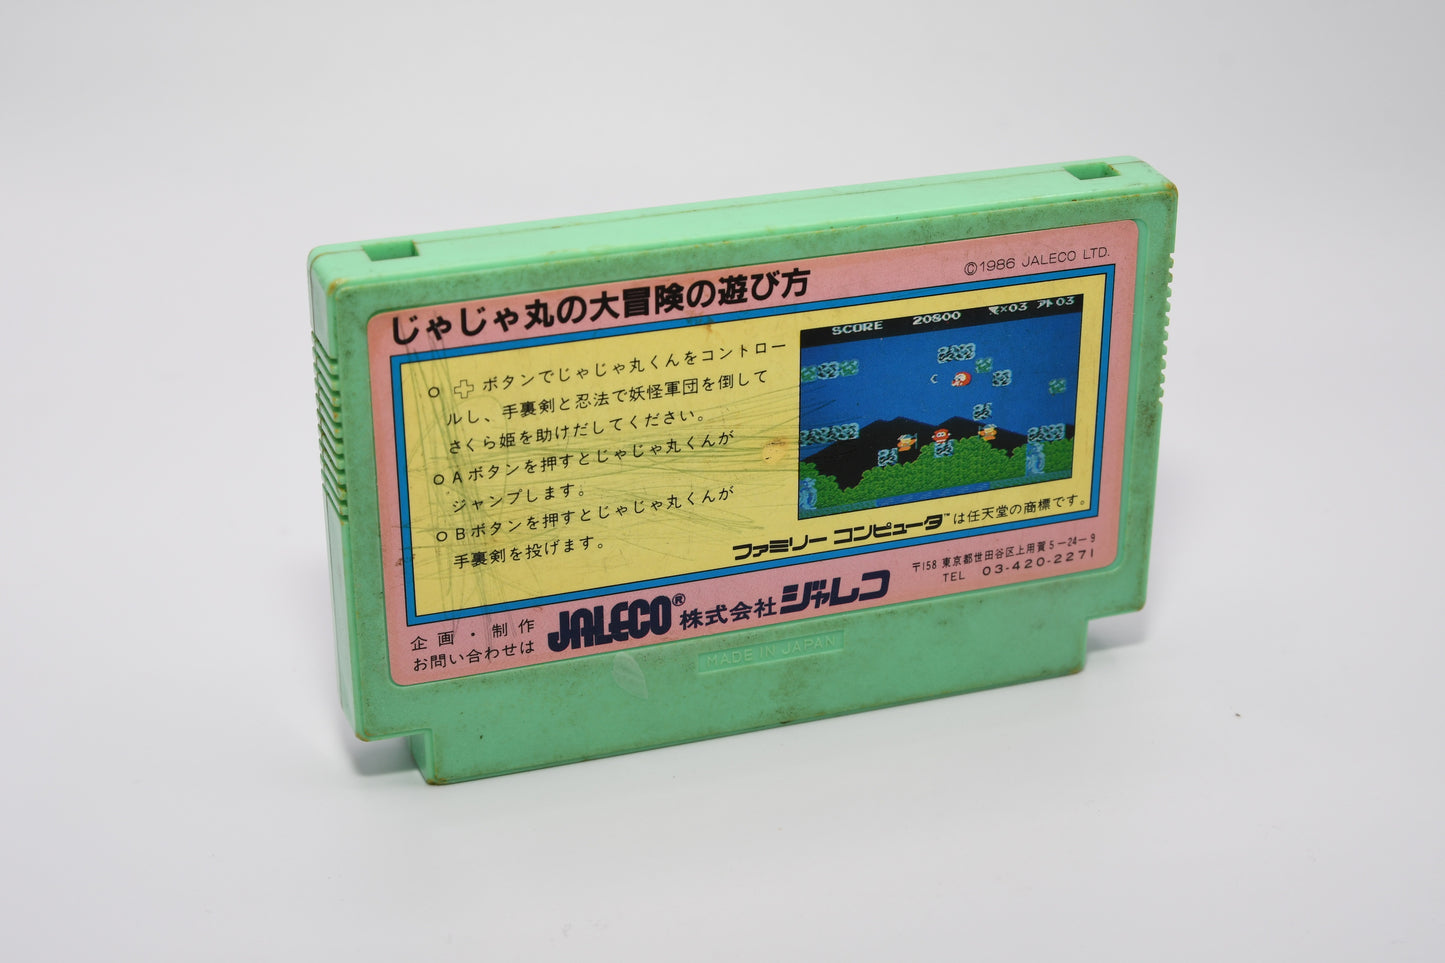 じゃじゃ丸の大冒険の遊び方
©1986 JALECO LTD.
○ ボタンでじゃじゃ丸くんをコントロー
ルし、手裏剣と忍法で妖怪軍団を倒して
さくら姫を助けだしてください。
○Aボタンを押すとじゃじゃ丸くんが
ジャンプします。
○Bボタンを押すとじゃじゃ丸くんが
手裏剣を投げます。
SCORE 20800 ×03 アト03
ファミリーコンピュータ™は任天堂の商標です。
企画・制作
お問い合わせは
JALECO® 株式会社ジャレコ
〒158 東京都世田谷区上用賀5-24-9
TEL 03-420-2271
MADE IN JAPAN